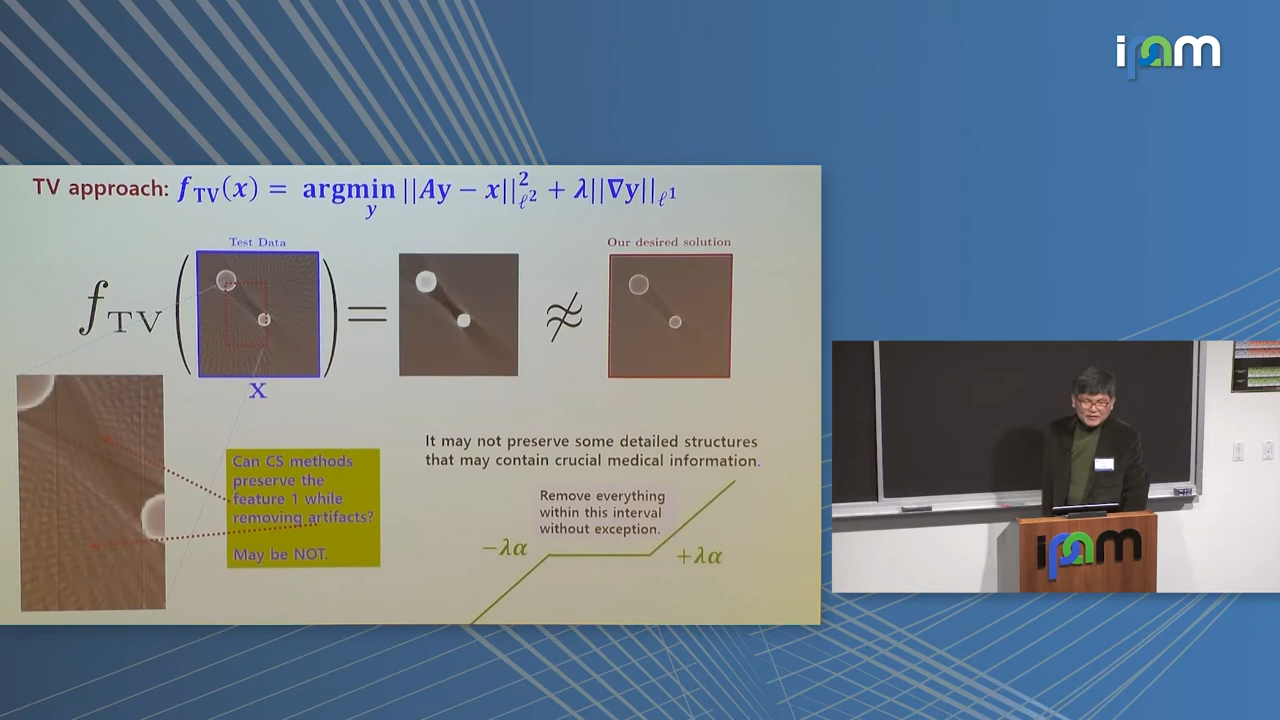 ipam
TV approach: f_TV(x) = argmin_y ||Ay − x||²_ℓ² + λ||∇y||_ℓ¹
Test Data
Our desired solution
f_TV ( ) = ≉
x
Can CS methods
preserve the
feature 1 while
removing artifacts?
May be NOT.
It may not preserve some detailed structures
that may contain crucial medical information.
Remove everything
within this interval
without exception.
−λα
+λα
ipam